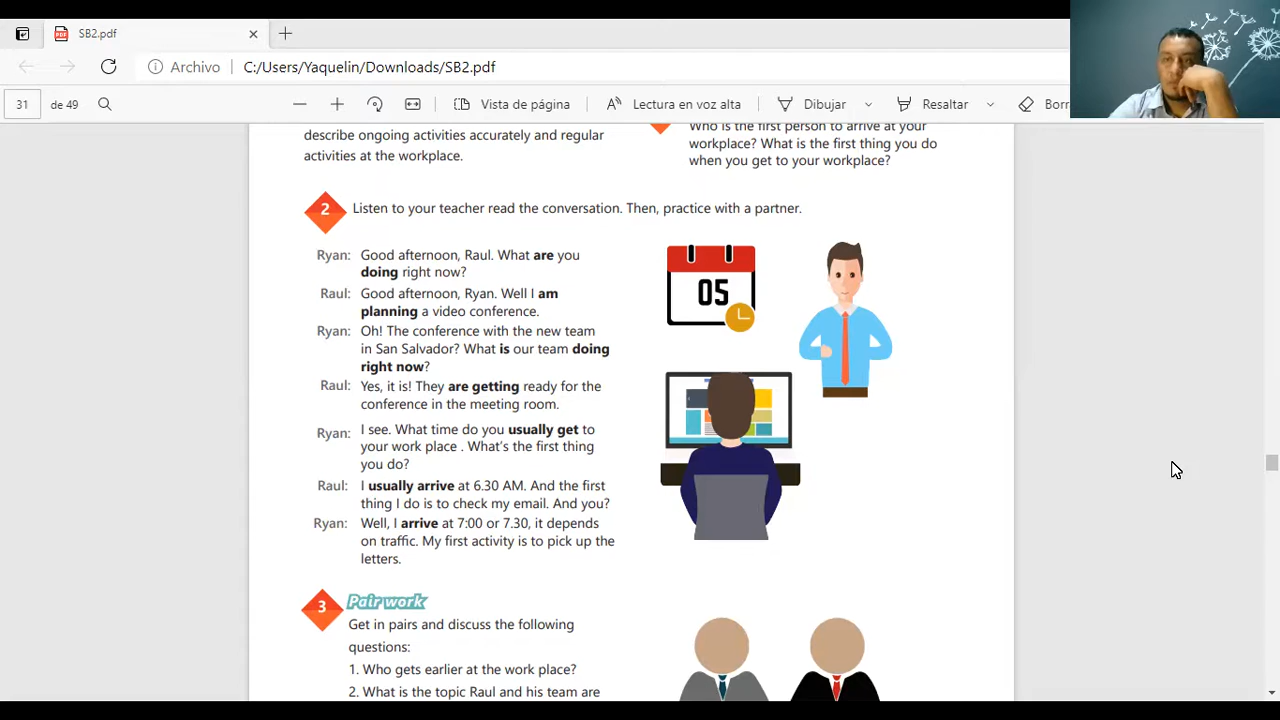 SB2.pdf
Archivo
C:/Users/Yaquelin/Downloads/SB2.pdf
31
de 49
Vista de página
Lectura en voz alta
Dibujar
Resaltar
Borr
describe ongoing activities accurately and regular
activities at the workplace.
Who is the first person to arrive at your
workplace? What is the first thing you do
when you get to your workplace?
2
Listen to your teacher read the conversation. Then, practice with a partner.
Ryan: Good afternoon, Raul. What are you
doing right now?
Raul: Good afternoon, Ryan. Well I am
planning a video conference.
Ryan: Oh! The conference with the new team
in San Salvador? What is our team doing
right now?
Raul: Yes, it is! They are getting ready for the
conference in the meeting room.
Ryan: I see. What time do you usually get to
your work place . What's the first thing
you do?
Raul: I usually arrive at 6.30 AM. And the first
thing I do is to check my email. And you?
Ryan: Well, I arrive at 7:00 or 7.30, it depends
on traffic. My first activity is to pick up the
letters.
05
3
Pair work
Get in pairs and discuss the following
questions:
1. Who gets earlier at the work place?
2. What is the topic Raul and his team are